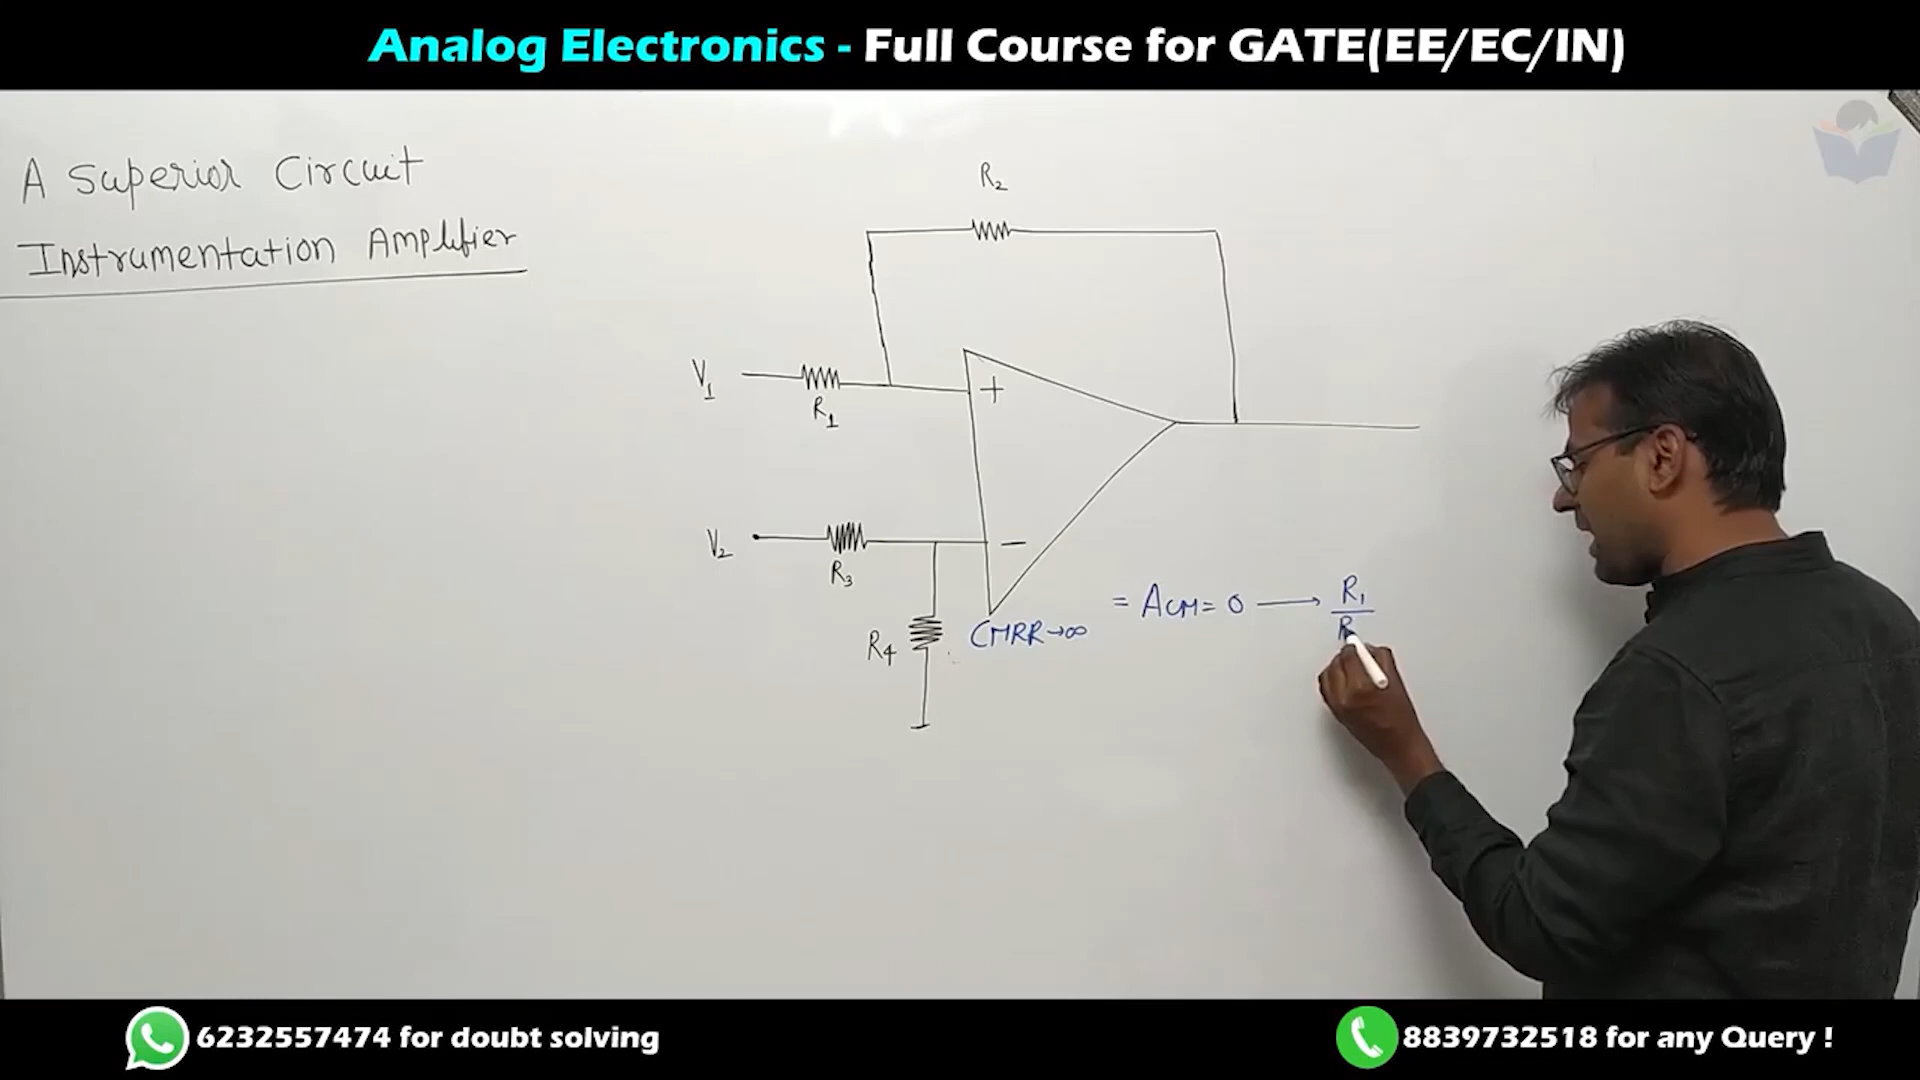 Analog Electronics - Full Course for GATE(EE/EC/IN)
A Superior Circuit
Instrumentation Amplifier
R2
V1
R1
+
V2
R3
−
R4
CMRR→∞
= ACM = 0 → R1
R
6232557474 for doubt solving
8839732518 for any Query !